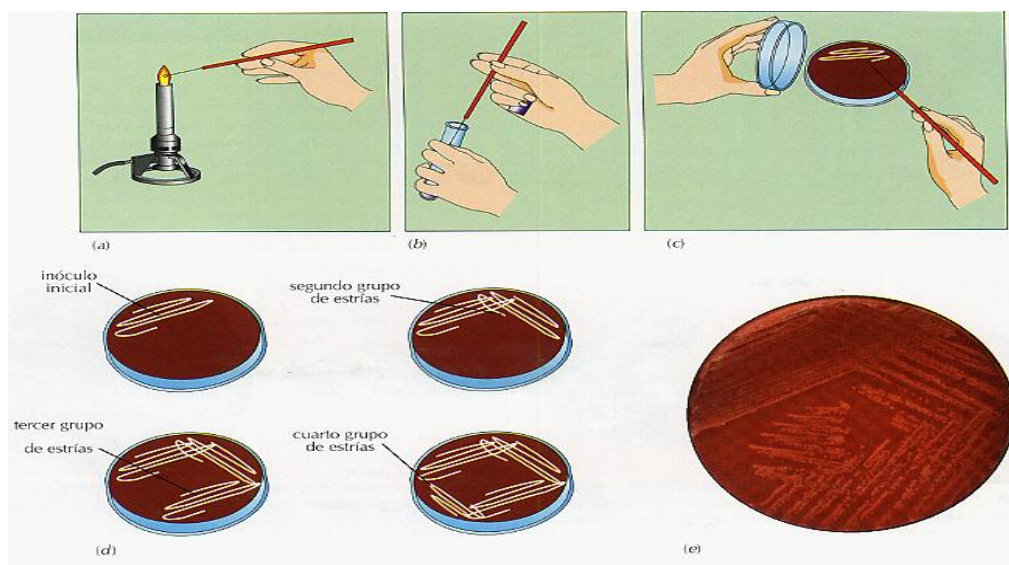 (a)
(b)
(c)
inóculo
inicial
segundo grupo
de estrías
tercer grupo
de estrías
cuarto grupo
de estrías
(d)
(e)